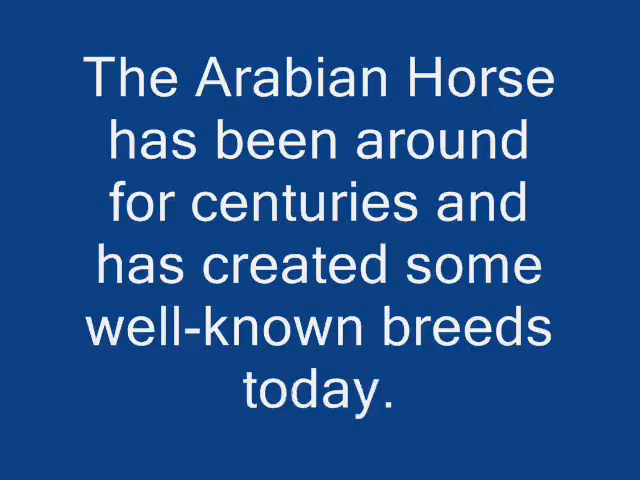 The Arabian Horse
has been around
for centuries and
has created some
well-known breeds
today.